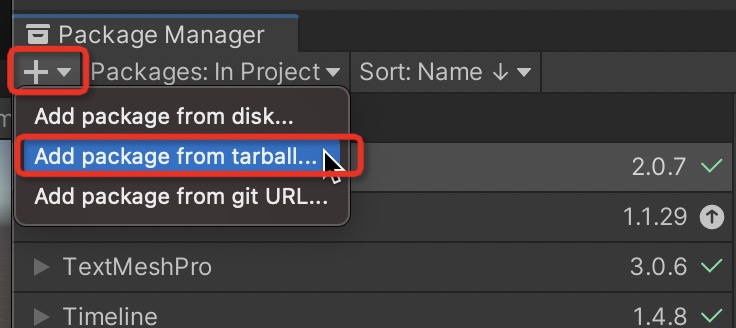 Package Manager
Packages: In Project Sort: Name ↓
Add package from disk...
Add package from tarball...
2.0.7
Add package from git URL...
1.1.29
TextMeshPro 3.0.6
Timeline 1.4.8